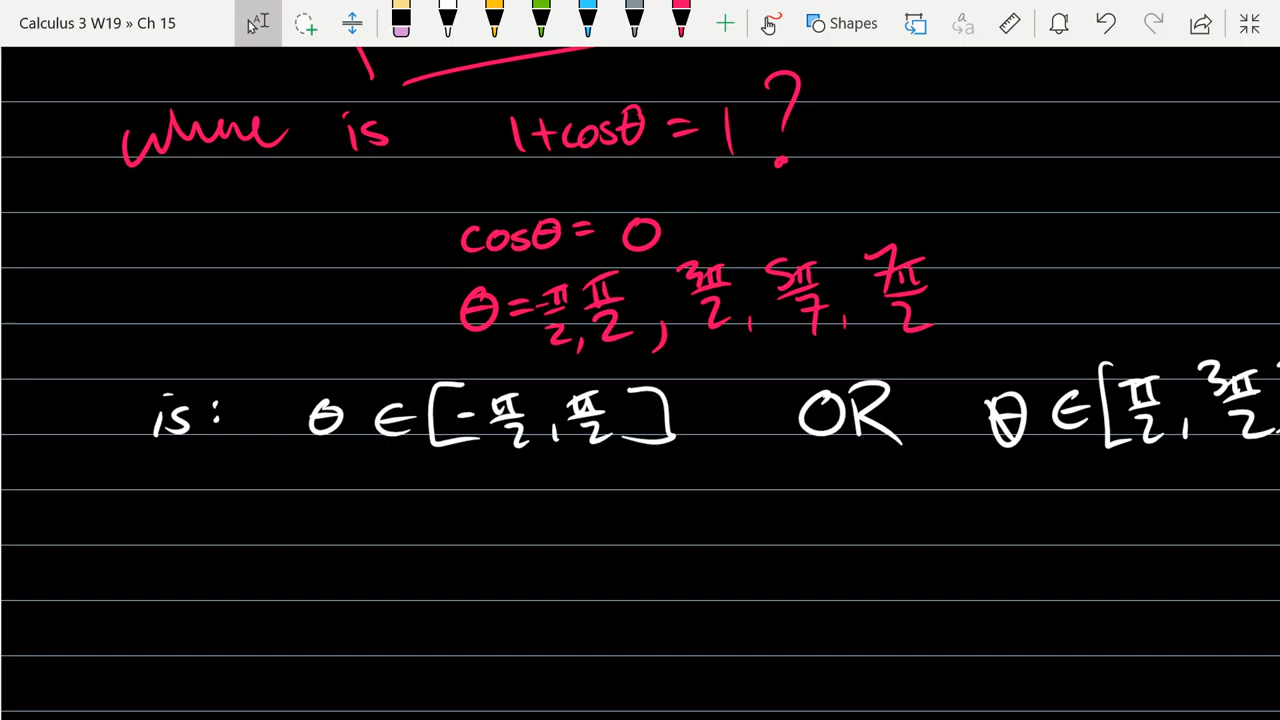 Calculus 3 W19 » Ch 15
Shapes
where is 1+cosθ = 1 ?
cosθ = 0
θ = -π/2, π/2, 3π/2, 5π/7, 7π/2
is: θ ∈ [-π/2, π/2] OR θ ∈ [π/2, 3π/2]